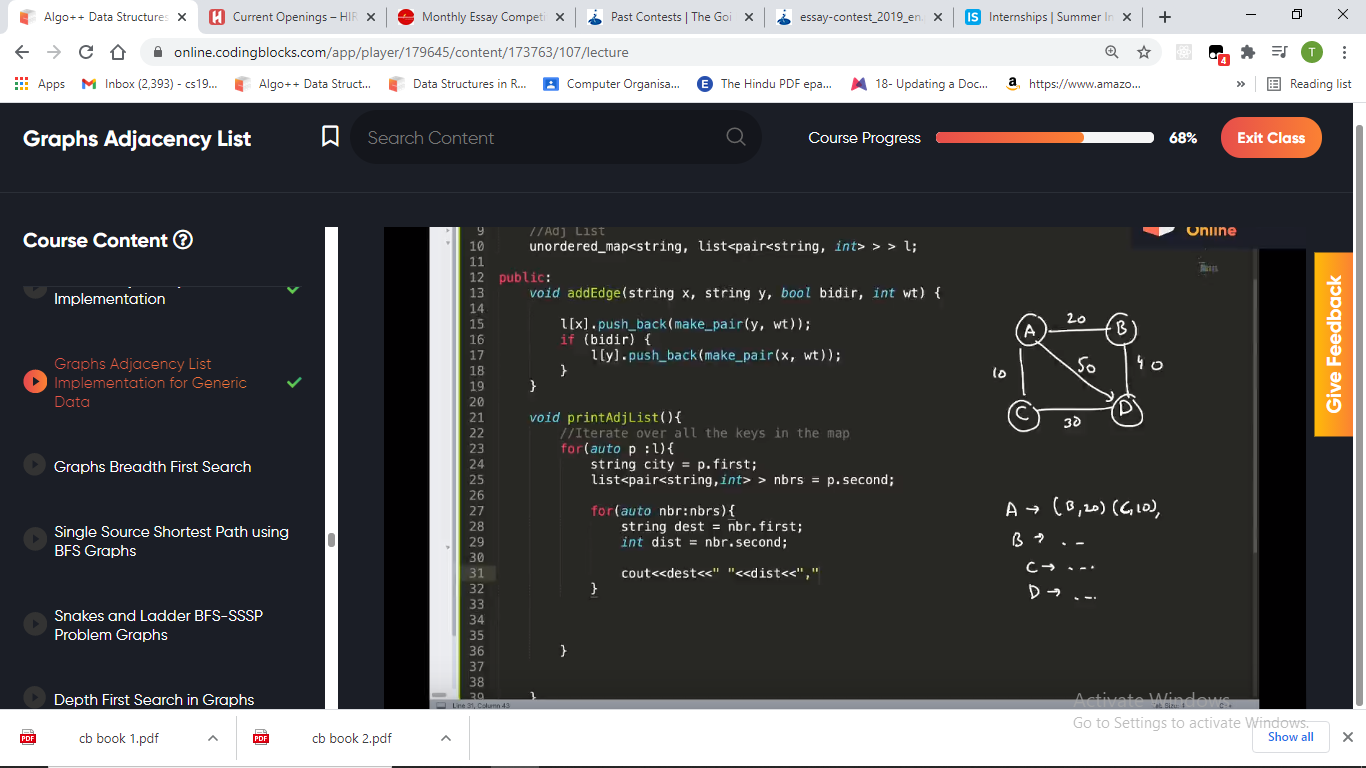 Algo++ Data Structures
Current Openings – HIR
Monthly Essay Competi
Past Contests | The Goi
essay-contest_2019_en.
IS Internships | Summer In
online.codingblocks.com/app/player/179645/content/173763/107/lecture
T
4
Apps
Inbox (2,393) - cs19...
Algo++ Data Struct...
Data Structures in R...
Computer Organisa...
E The Hindu PDF epa...
18- Updating a Doc...
https://www.amazo...
»
Reading list
Graphs Adjacency List
Search Content
Course Progress
68%
Exit Class
Course Content ?
Implementation
Graphs Adjacency List
Implementation for Generic
Data
Graphs Breadth First Search
Single Source Shortest Path using
BFS Graphs
Snakes and Ladder BFS-SSSP
Problem Graphs
Depth First Search in Graphs
Online
9 //Adj List
10 unordered_map<string, list<pair<string, int> > > l;
11
12 public:
13 void addEdge(string x, string y, bool bidir, int wt) {
14
15 l[x].push_back(make_pair(y, wt));
16 if (bidir) {
17 l[y].push_back(make_pair(x, wt));
18 }
19 }
20
21 void printAdjList(){
22 //Iterate over all the keys in the map
23 for(auto p :l){
24 string city = p.first;
25 list<pair<string,int> > nbrs = p.second;
26
27 for(auto nbr:nbrs){
28 string dest = nbr.first;
29 int dist = nbr.second;
30
31 cout<<dest<<" "<<dist<<","
32 }
33
34
35
36 }
37
38
39 }
Line 31, Column 43
Tab Size: 4
C++
A 20 B
10 50 40
C 30 D
A → (B,20) (C,10),
B → . –
C → . – .
D → . – .
Give Feedback
Activate Windows
Go to Settings to activate Windows.
PDF cb book 1.pdf
PDF cb book 2.pdf
Show all